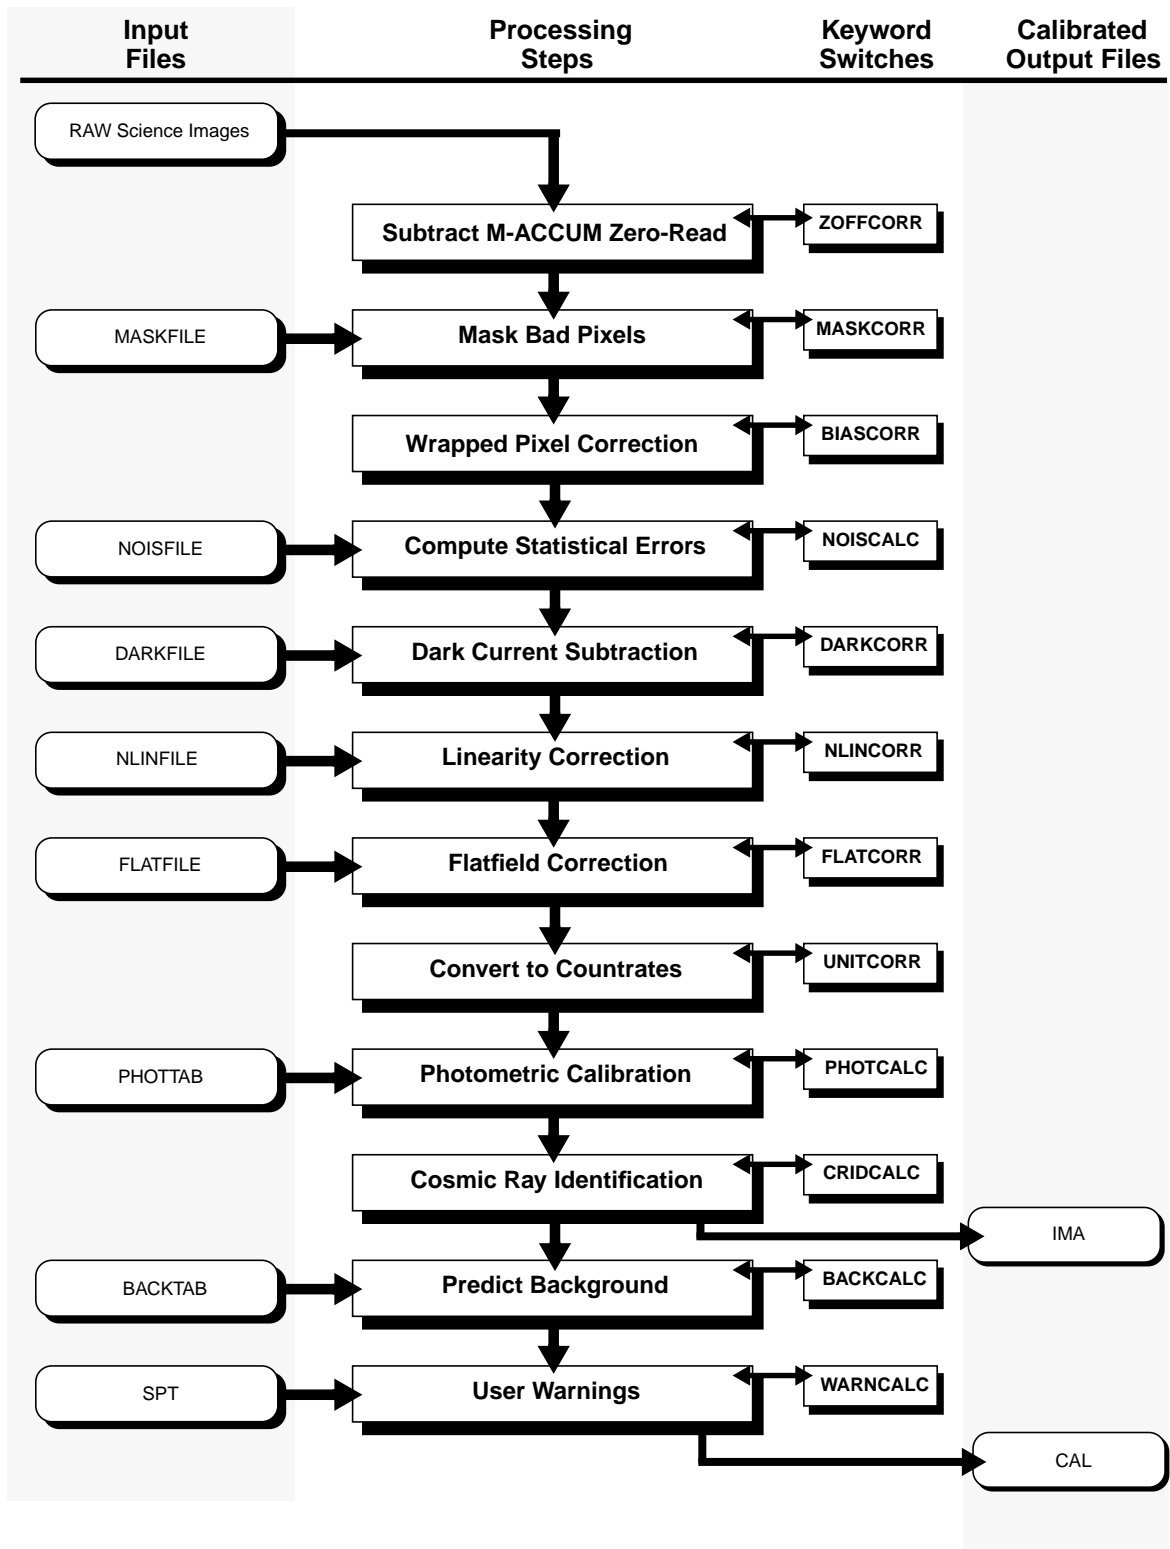 Input Files
Processing Steps
Keyword Switches
Calibrated Output Files
RAW Science Images
Subtract M-ACCUM Zero-Read
ZOFFCORR
MASKFILE
Mask Bad Pixels
MASKCORR
Wrapped Pixel Correction
BIASCORR
NOISFILE
Compute Statistical Errors
NOISCALC
DARKFILE
Dark Current Subtraction
DARKCORR
NLINFILE
Linearity Correction
NLINCORR
FLATFILE
Flatfield Correction
FLATCORR
Convert to Countrates
UNITCORR
PHOTTAB
Photometric Calibration
PHOTCALC
Cosmic Ray Identification
CRIDCALC
IMA
BACKTAB
Predict Background
BACKCALC
SPT
User Warnings
WARNCALC
CAL